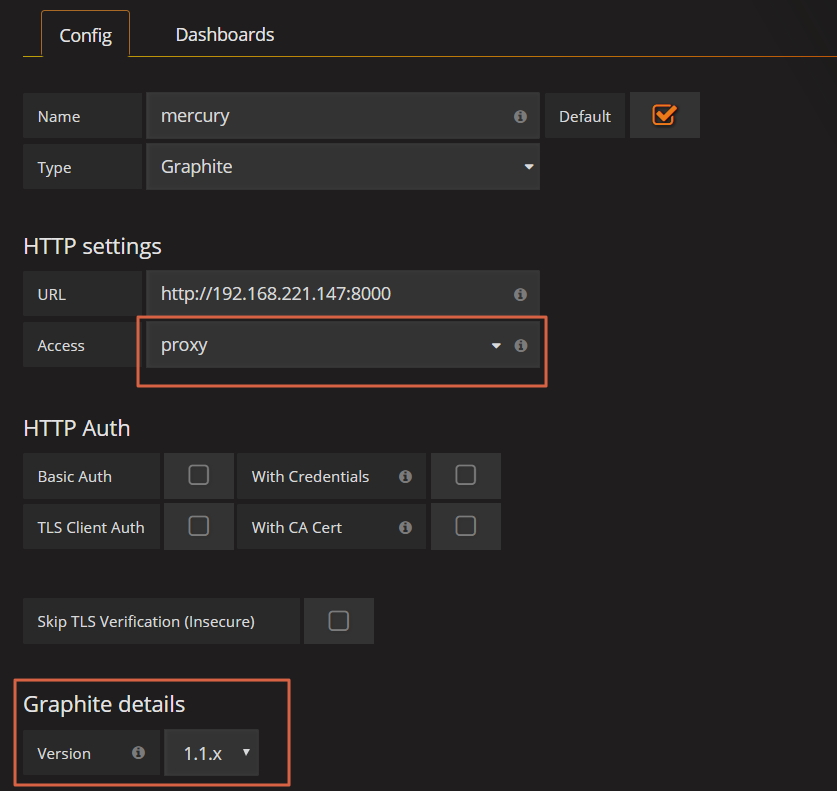 Config Dashboards
Name mercury Default
Type Graphite
HTTP settings
URL http://192.168.221.147:8000
Access proxy
HTTP Auth
Basic Auth With Credentials
TLS Client Auth With CA Cert
Skip TLS Verification (Insecure)
Graphite details
Version 1.1.x